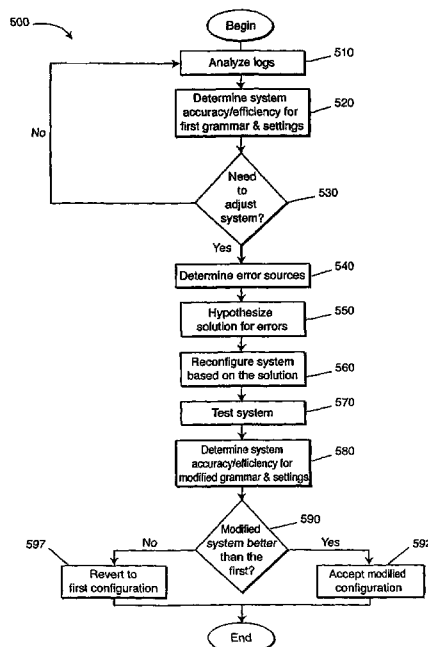 500
Begin
Analyze logs
510
Determine system
accuracy/efficiency for
first grammar & settings
520
No
Need
to
adjust
system?
530
Yes
Determine error sources
540
Hypothesize
solution for errors
550
Reconfigure system
based on the solution
560
Test system
570
Determine system
accuracy/efficiency for
modified grammar & settings
580
Modified
system better
than the
first?
590
No
Yes
597
Revert to
first configuration
592
Accept modified
configuration
End